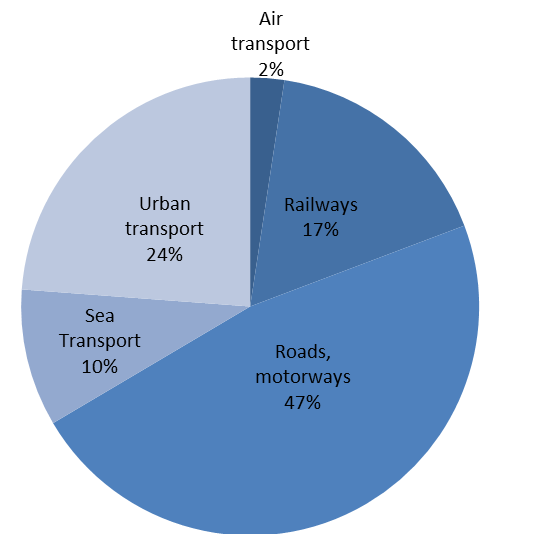 Air
transport
2%
Railways
17%
Roads,
motorways
47%
Sea
Transport
10%
Urban
transport
24%